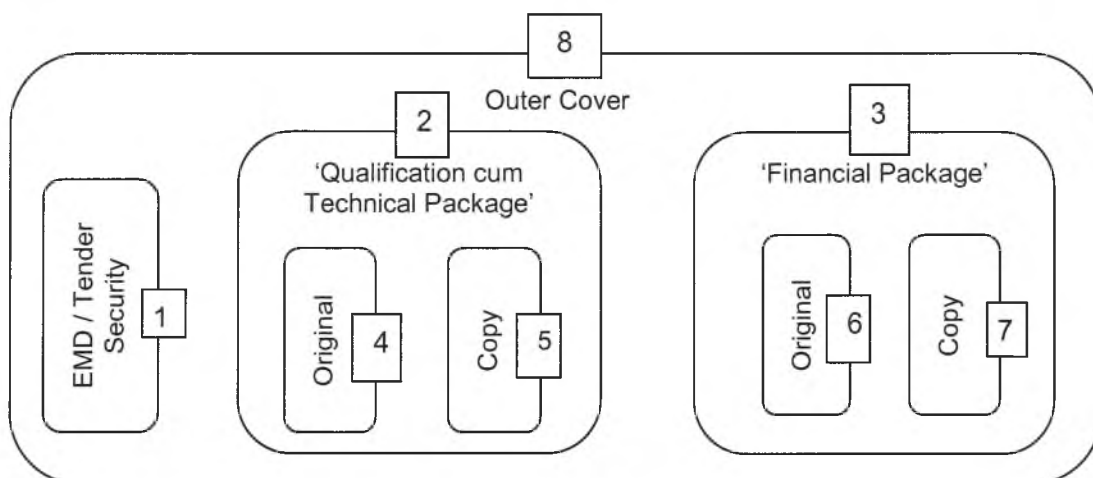 8
Outer Cover
2
3
‘Qualification cum
Technical Package’
‘Financial Package’
EMD / Tender
Security
1
Original
4
Copy
5
Original
6
Copy
7